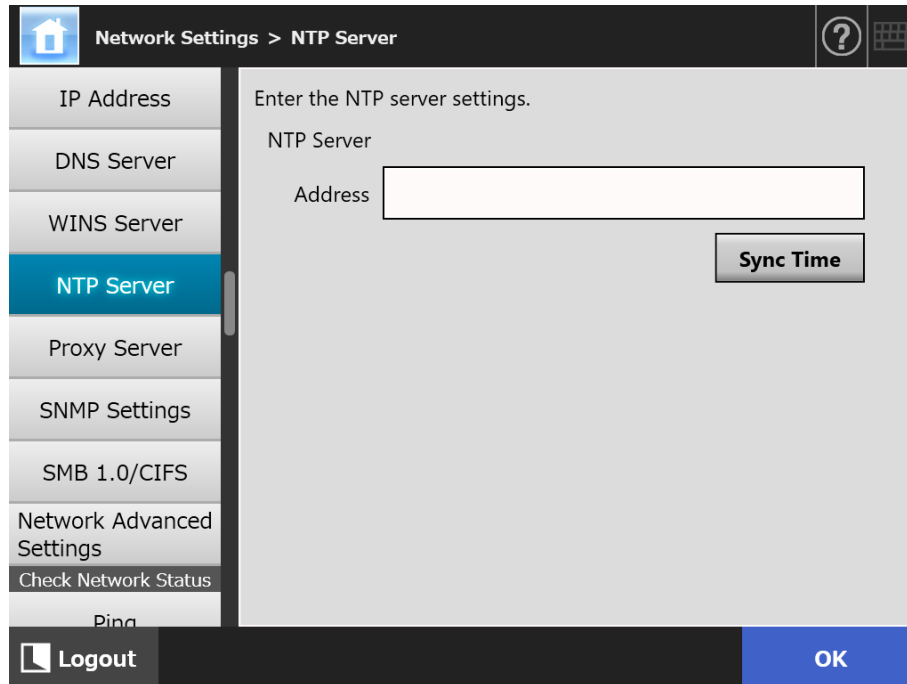 Network Settings > NTP Server
?
IP Address
DNS Server
WINS Server
NTP Server
Proxy Server
SNMP Settings
SMB 1.0/CIFS
Network Advanced
Settings
Check Network Status
Ping
Enter the NTP server settings.
NTP Server
Address
Sync Time
Logout
OK